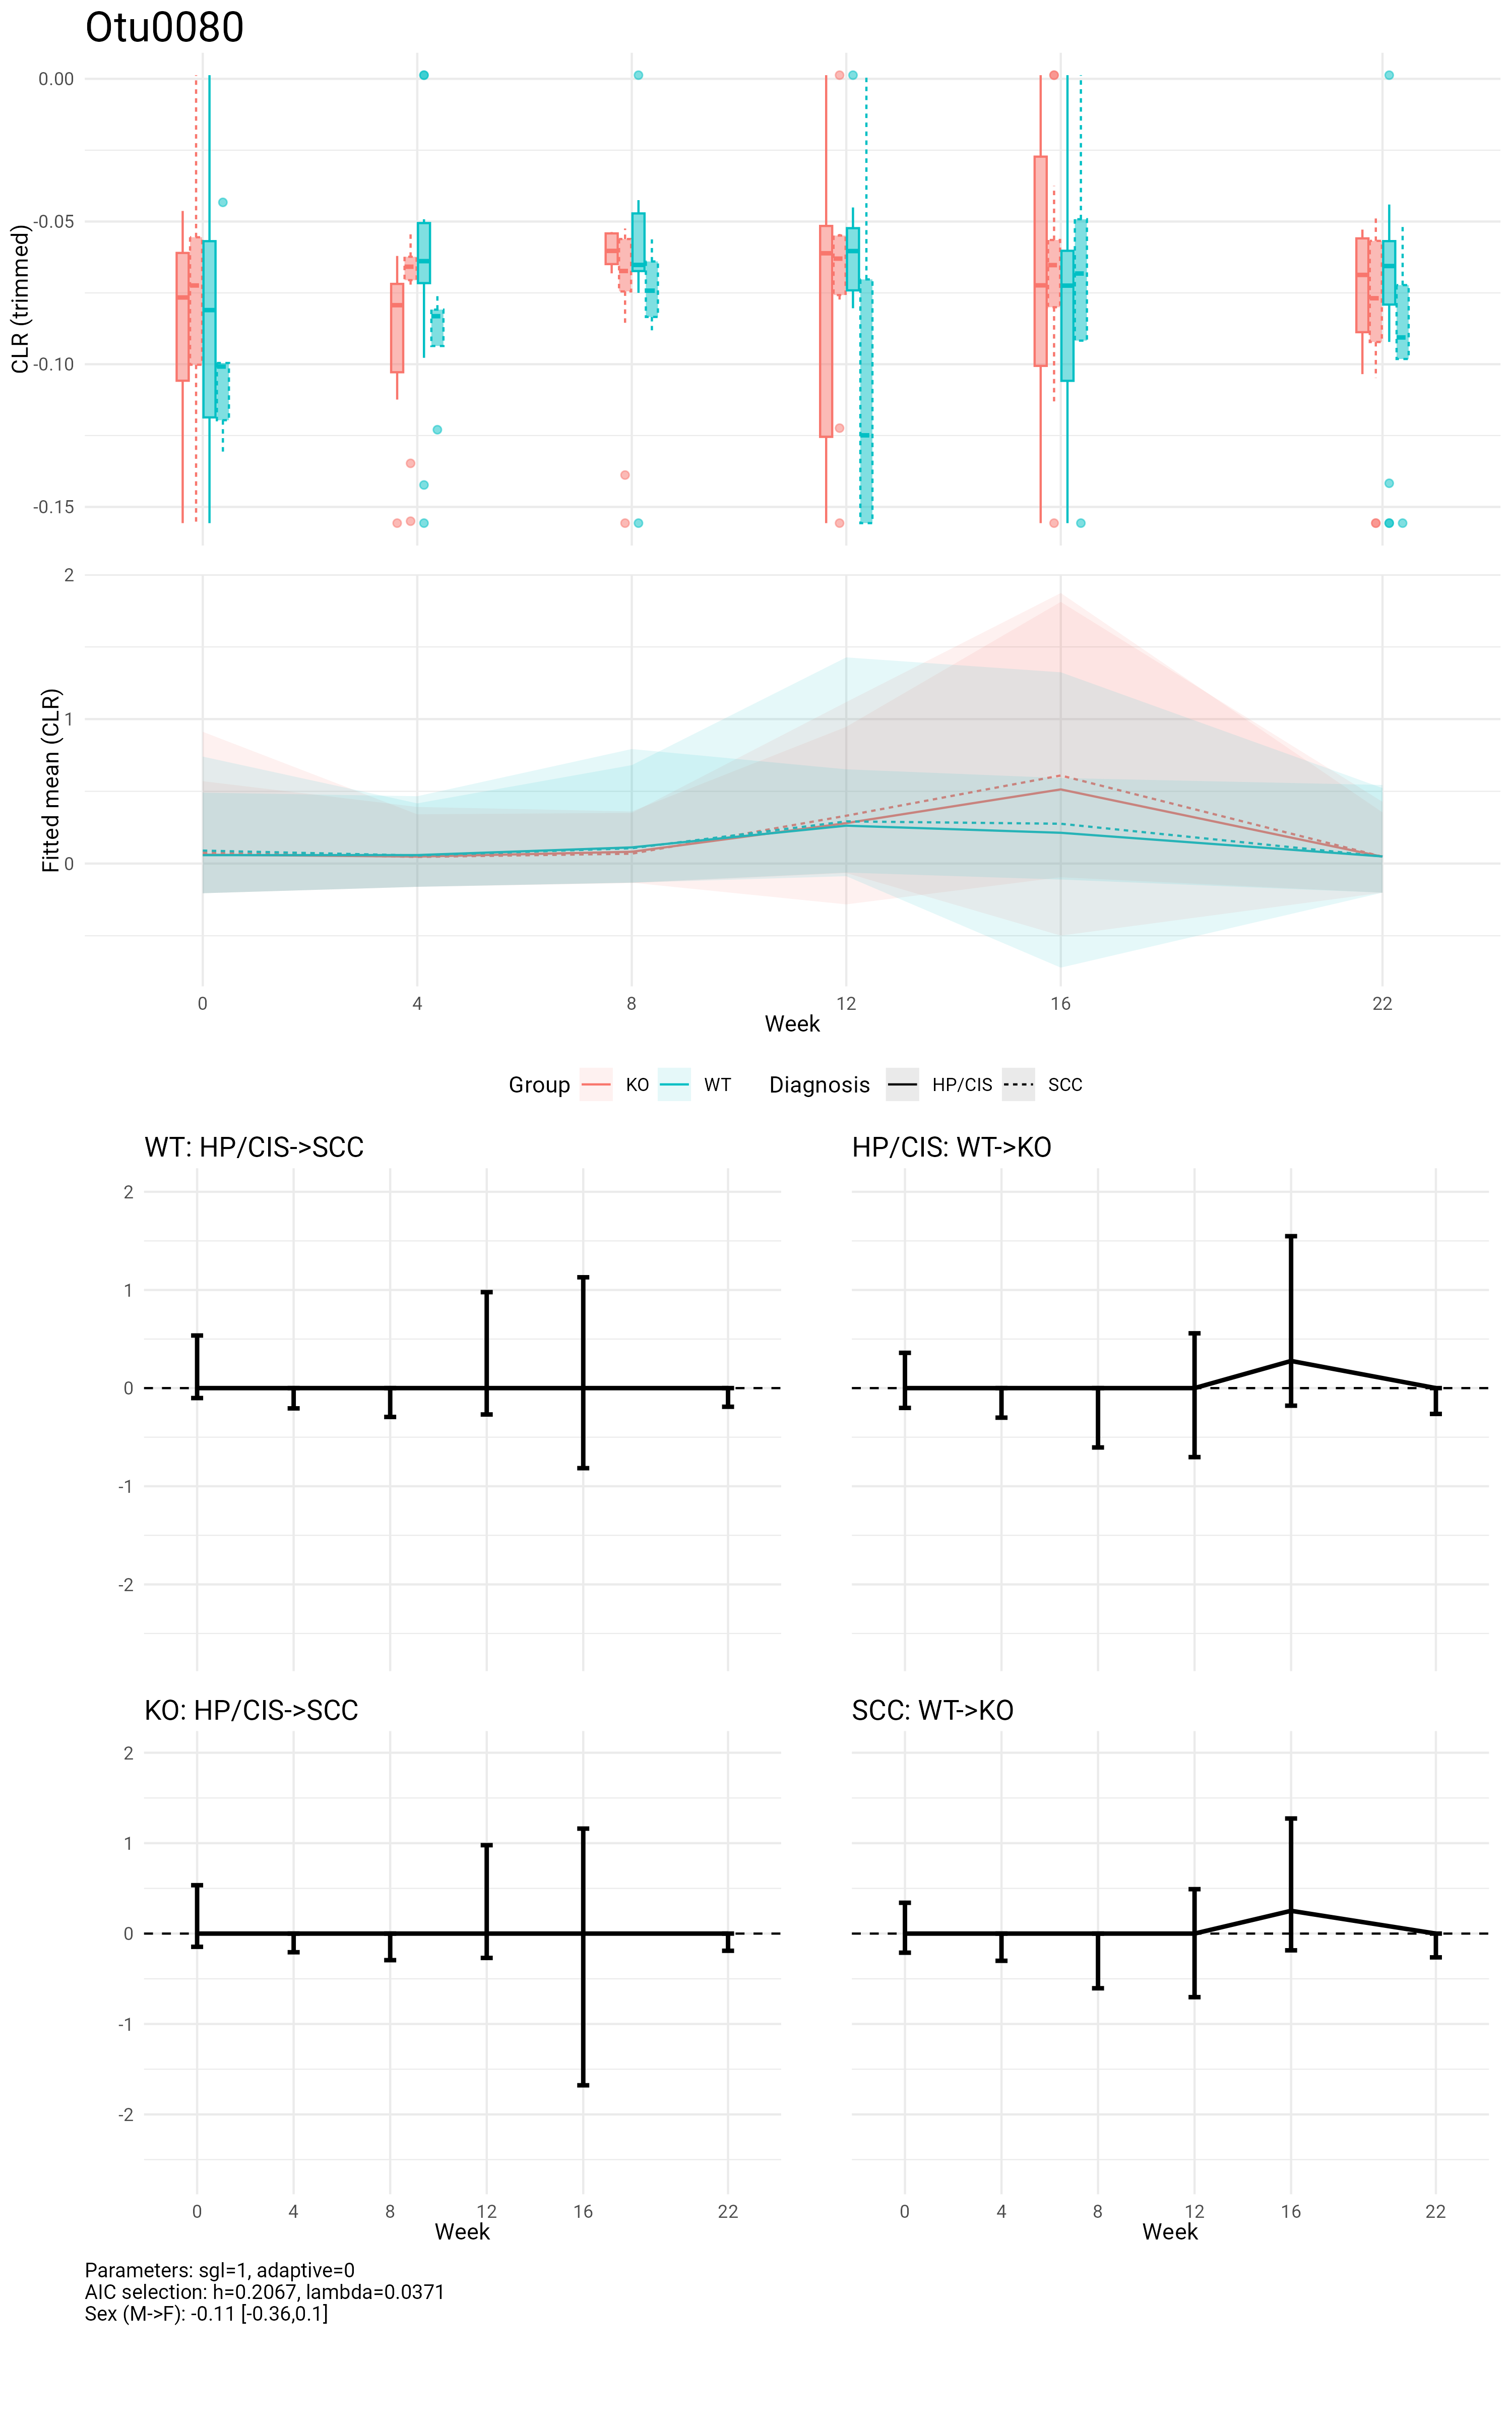 Otu0080
0.00
-0.05
-0.10
-0.15
CLR (trimmed)
2
1
0
Fitted mean (CLR)
0 4 8 12 16 22
Week
Group KO WT Diagnosis HP/CIS SCC
WT: HP/CIS->SCC HP/CIS: WT->KO
2
1
0
-1
-2
KO: HP/CIS->SCC SCC: WT->KO
2
1
0
-1
-2
0 4 8 12 16 22 0 4 8 12 16 22
Week Week
Parameters: sgl=1, adaptive=0
AIC selection: h=0.2067, lambda=0.0371
Sex (M->F): -0.11 [-0.36,0.1]